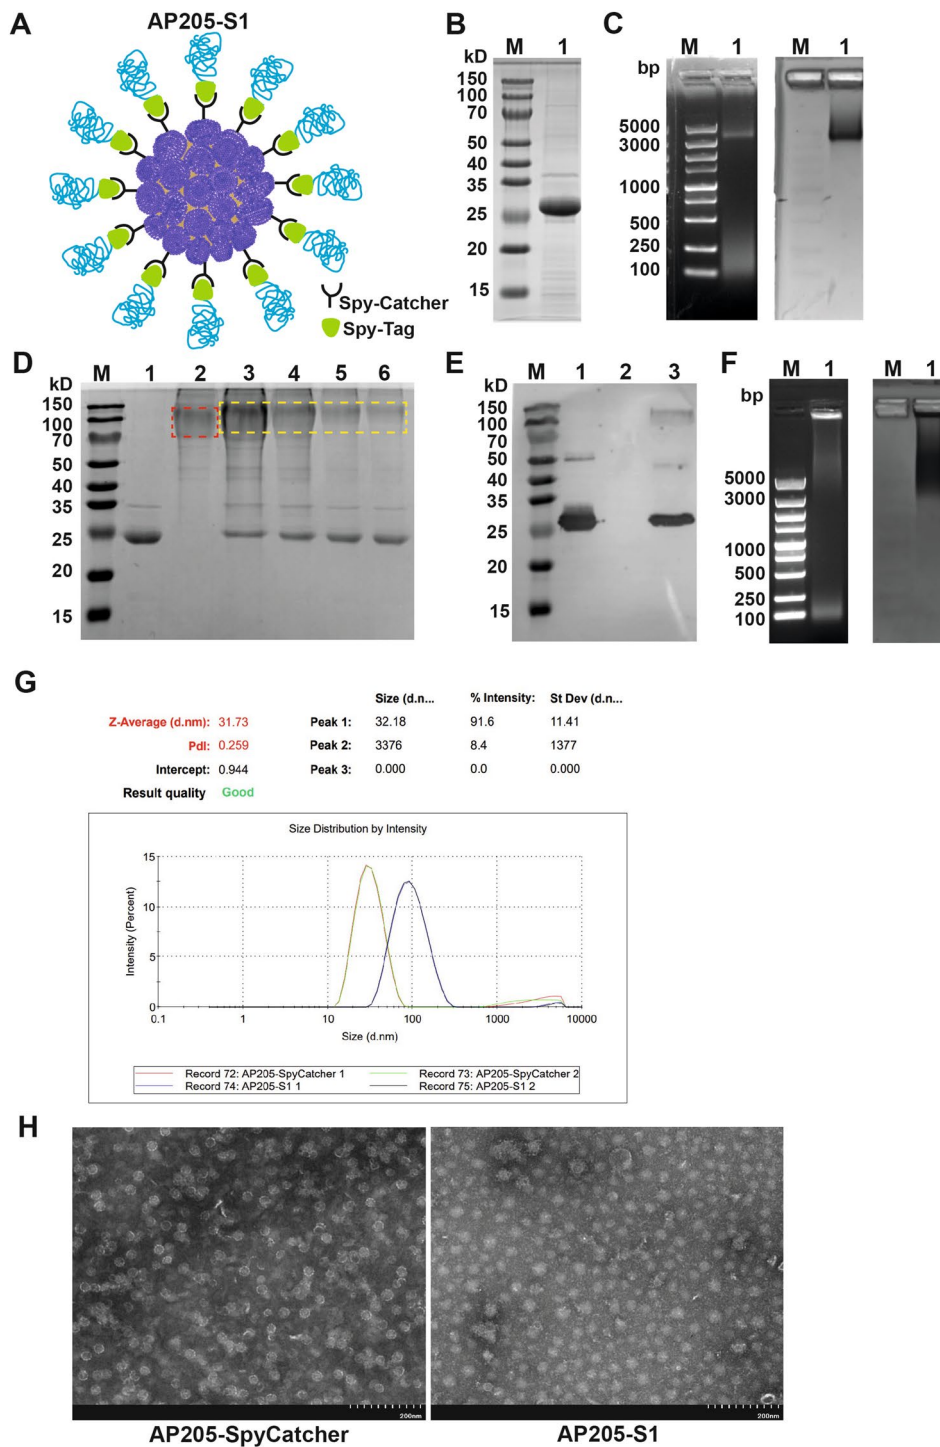 A
AP205-S1
Spy-Catcher
Spy-Tag
B
kD
M 1
150
100
70
50
40
35
25
20
15
C
M 1 M 1
bp
5000
3000
1000
500
250
100
D
kD
M 1 2 3 4 5 6
150
100
70
50
40
35
25
20
15
E
kD
M 1 2 3
150
100
70
50
40
35
25
20
15
F
M 1 M 1
bp
5000
3000
1000
500
250
100
G
Size (d.n... % Intensity: St Dev (d.n...
Z-Average (d.nm): 31.73 Peak 1: 32.18 91.6 11.41
PdI: 0.259 Peak 2: 3376 8.4 1377
Intercept: 0.944 Peak 3: 0.000 0.0 0.000
Result quality Good
Size Distribution by Intensity
Intensity (Percent)
15
10
5
0
0.1 1 10 100 1000 10000
Size (d.nm)
Record 72: AP205-SpyCatcher 1 Record 73: AP205-SpyCatcher 2
Record 74: AP205-S1 1 Record 75: AP205-S1 2
H
200nm 200nm
AP205-SpyCatcher AP205-S1